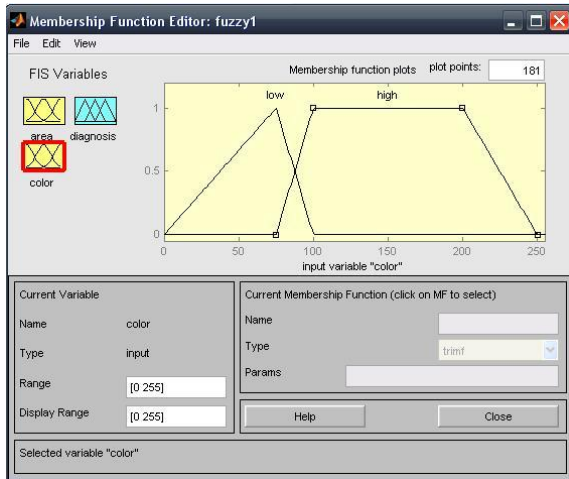 Membership Function Editor: fuzzy1
File Edit View
FIS Variables
Membership function plots plot points: 181
low high
area diagnosis
color
1
0.5
0
0 50 100 150 200 250
input variable "color"
Current Variable
Name color
Type input
Range [0 255]
Display Range [0 255]
Current Membership Function (click on MF to select)
Name
Type trimf
Params
Help Close
Selected variable "color"